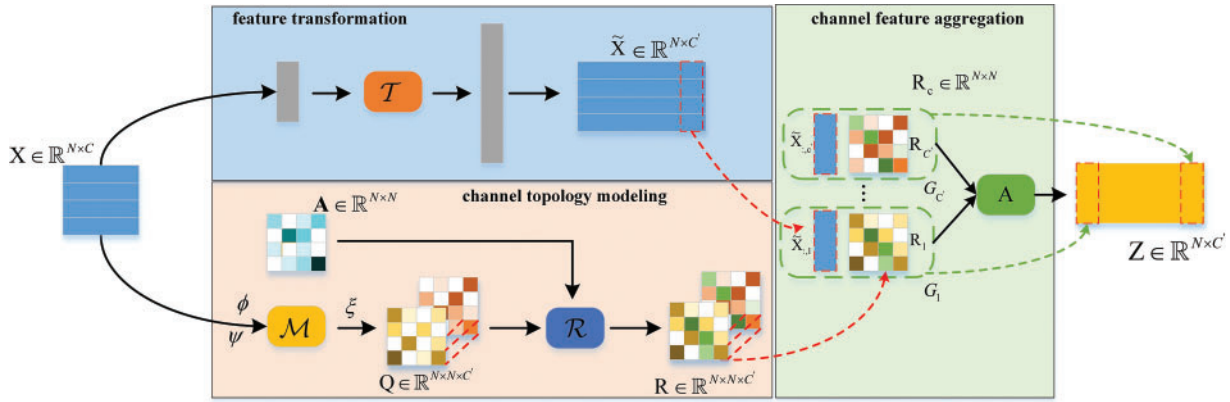 feature transformation
channel feature aggregation
X̃ ∈ ℝ^{N×C'}
𝒯
R_c ∈ ℝ^{N×N}
X ∈ ℝ^{N×C}
X̃_{:,c'}
R_{C'}
G_{C'}
A
channel topology modeling
A ∈ ℝ^{N×N}
X̃_{:,1}
R_1
G_1
Z ∈ ℝ^{N×C'}
ϕ
ψ
ℳ
ξ
ℛ
Q ∈ ℝ^{N×N×C'}
R ∈ ℝ^{N×N×C'}